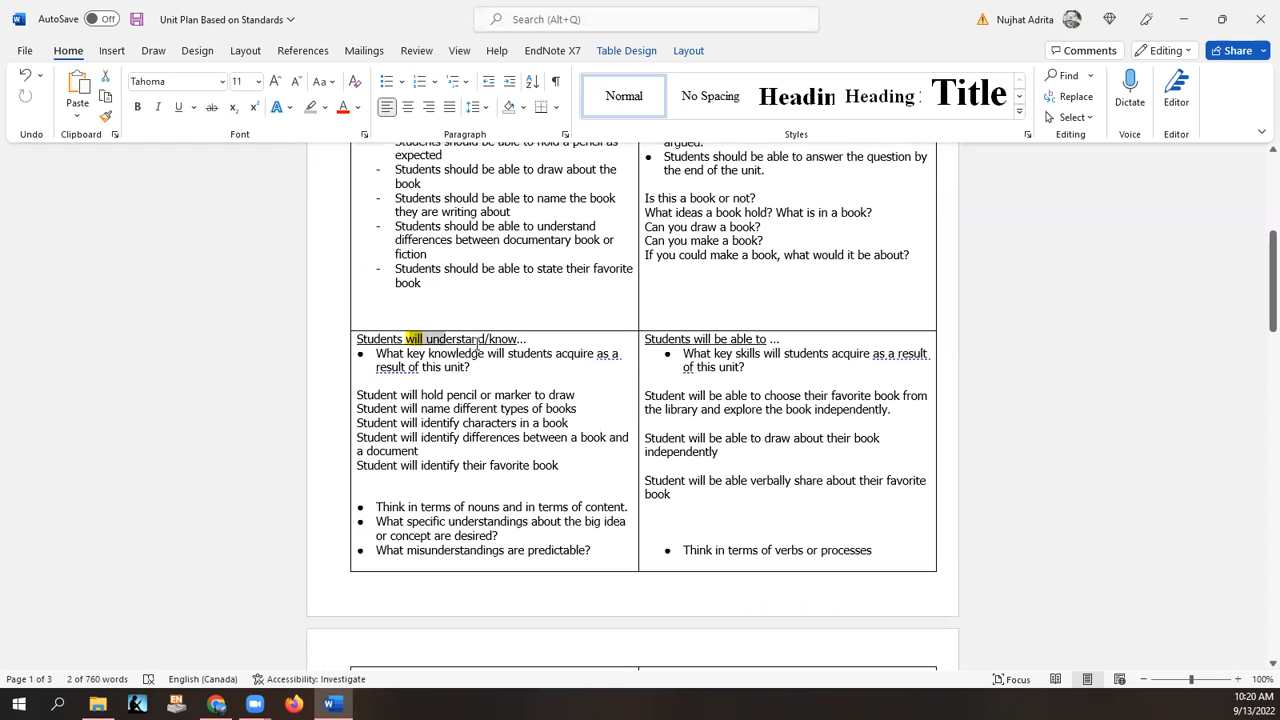 AutoSave Off Unit Plan Based on Standards Search (Alt+Q) Nujhat Adrita
File Home Insert Draw Design Layout References Mailings Review View Help EndNote X7 Table Design Layout Comments Editing Share
Paste Tahoma 11 Aa Normal No Spacing Headin Heading Title Find Replace Select Dictate Editor
Undo Clipboard Font Paragraph Styles Editing Voice Editor
Students should be able to hold a pencil as
expected
- Students should be able to draw about the
book
- Students should be able to name the book
they are writing about
- Students should be able to understand
differences between documentary book or
fiction
- Students should be able to state their favorite
book
argued.
● Students should be able to answer the question by
the end of the unit.
Is this a book or not?
What ideas a book hold? What is in a book?
Can you draw a book?
Can you make a book?
If you could make a book, what would it be about?
Students will understand/know...
● What key knowledge will students acquire as a
result of this unit?
Student will hold pencil or marker to draw
Student will name different types of books
Student will identify characters in a book
Student will identify differences between a book and
a document
Student will identify their favorite book
● Think in terms of nouns and in terms of content.
● What specific understandings about the big idea
or concept are desired?
● What misunderstandings are predictable?
Students will be able to ...
● What key skills will students acquire as a result
of this unit?
Student will be able to choose their favorite book from
the library and explore the book independently.
Student will be able to draw about their book
independently
Student will be able verbally share about their favorite
book
● Think in terms of verbs or processes
Page 1 of 3 2 of 760 words English (Canada) Accessibility: Investigate Focus 100%
10:20 AM
9/13/2022